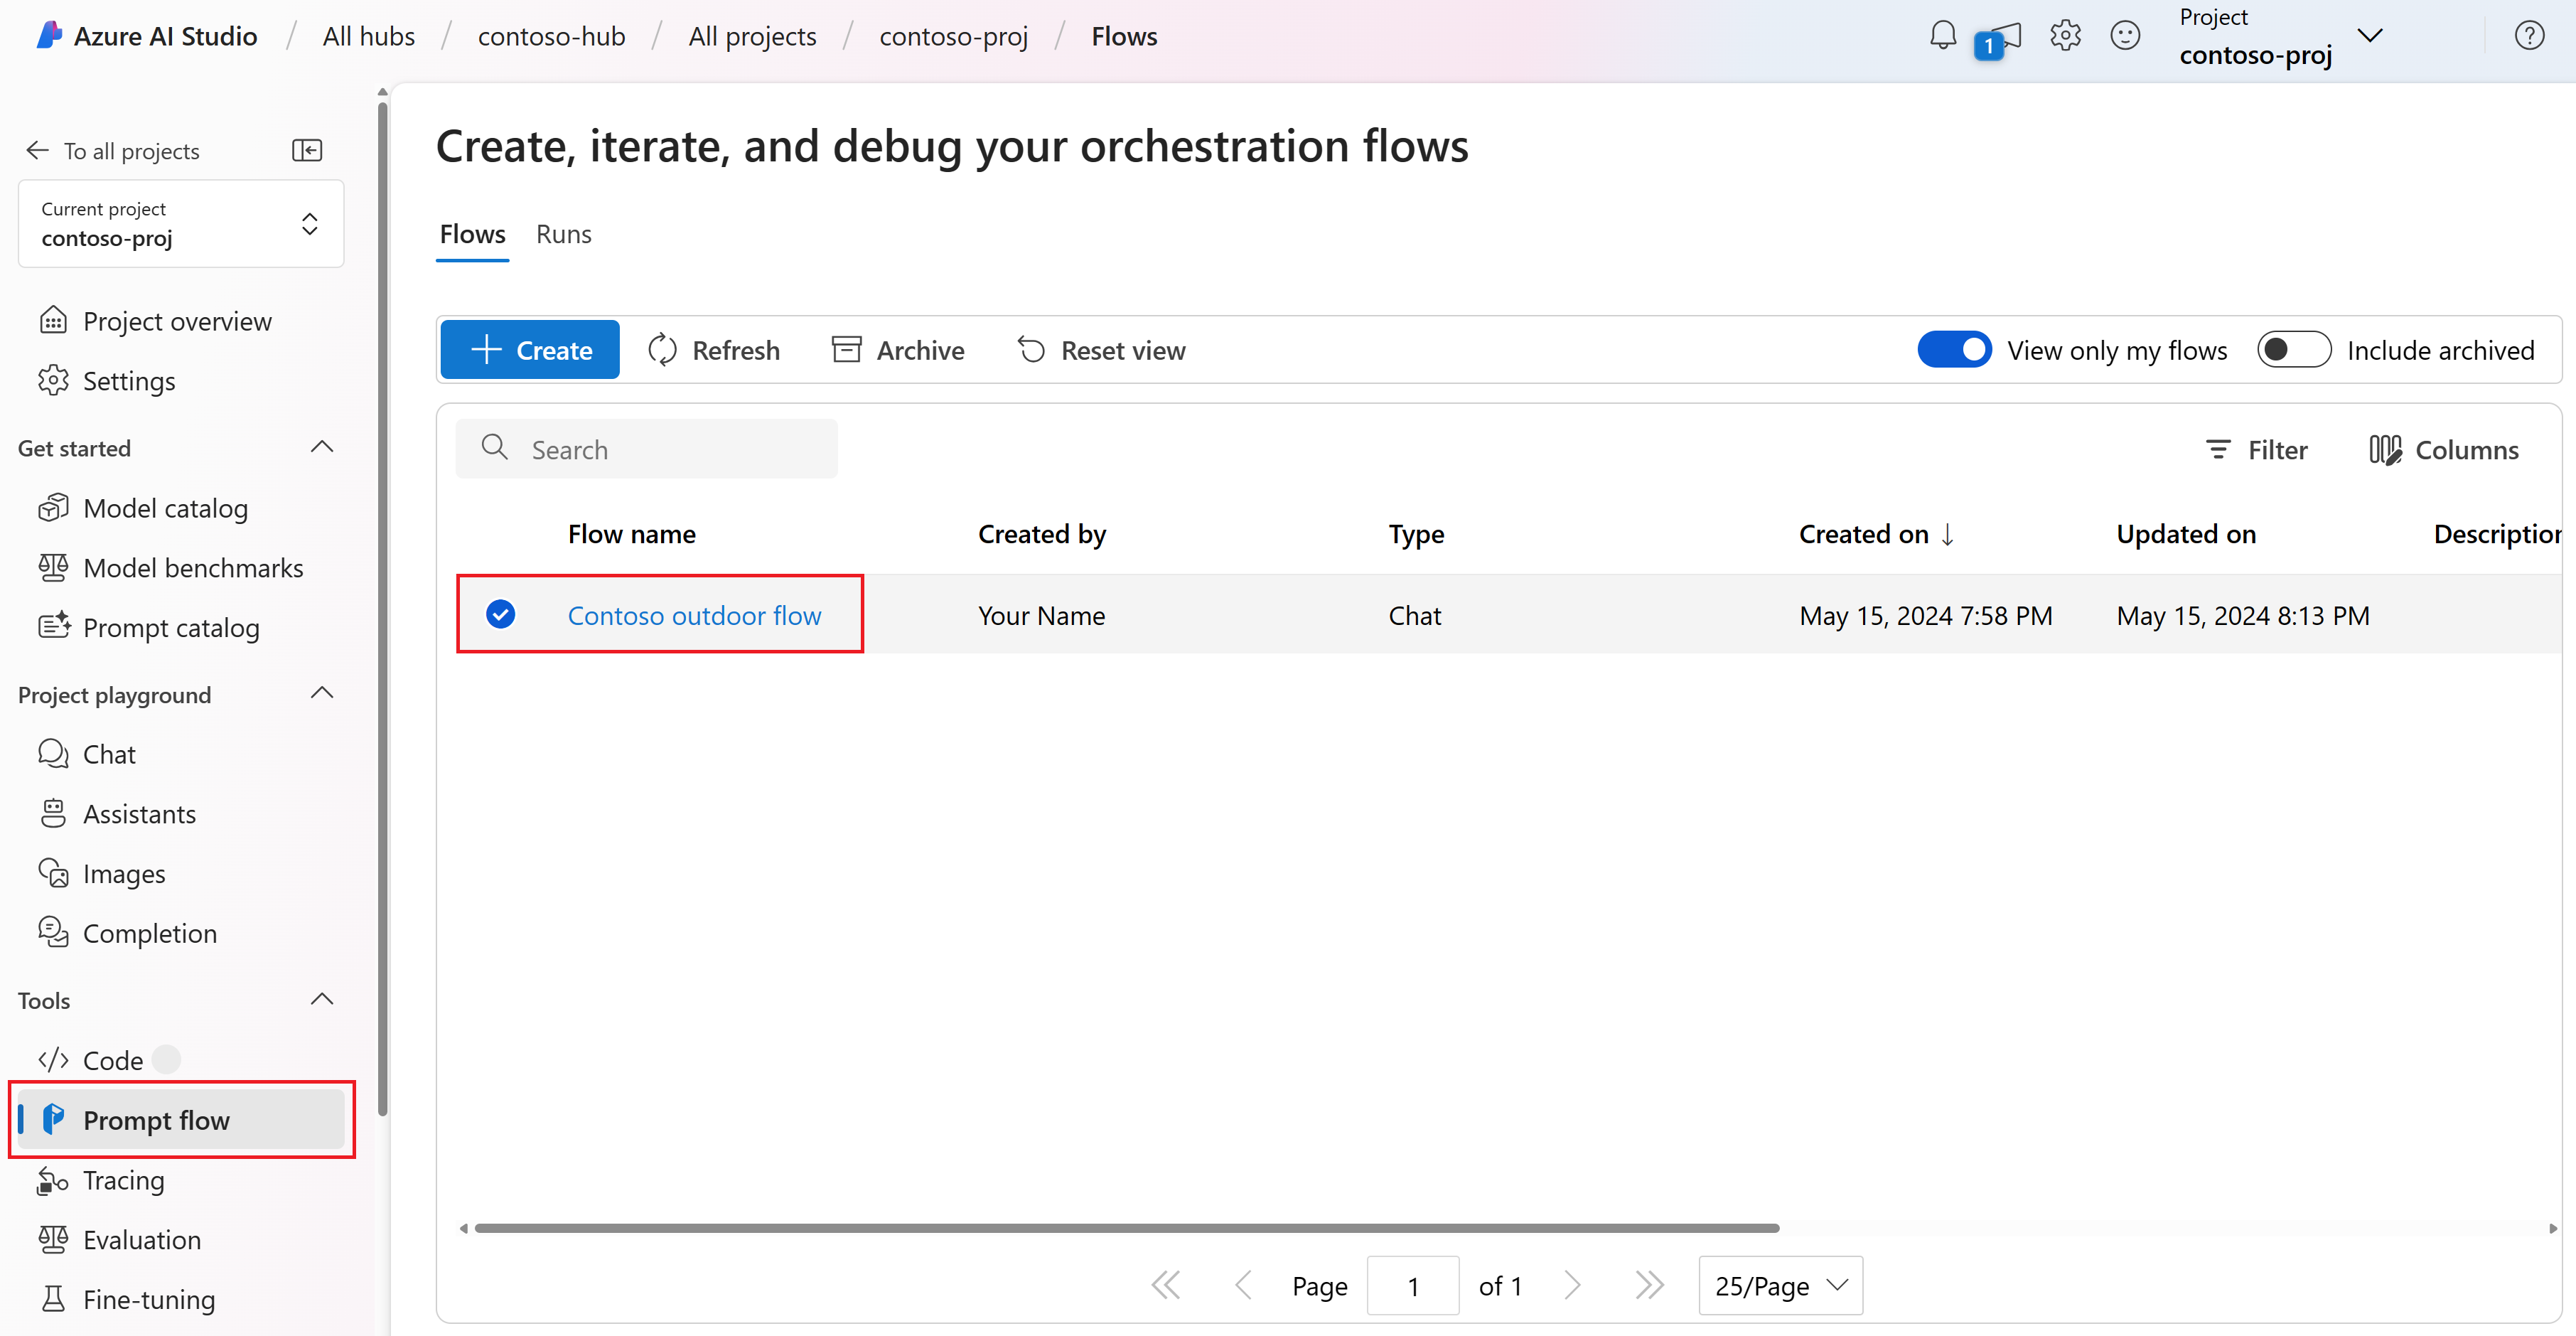 Azure AI Studio / All hubs / contoso-hub / All projects / contoso-proj / Flows
1
Project
contoso-proj
To all projects
Current project
contoso-proj
Project overview
Settings
Get started
Model catalog
Model benchmarks
Prompt catalog
Project playground
Chat
Assistants
Images
Completion
Tools
Code
Prompt flow
Tracing
Evaluation
Fine-tuning
Create, iterate, and debug your orchestration flows
Flows Runs
Create Refresh Archive Reset view View only my flows Include archived
Search Filter Columns
Flow name Created by Type Created on ↓ Updated on Description
Contoso outdoor flow Your Name Chat May 15, 2024 7:58 PM May 15, 2024 8:13 PM
Page 1 of 1 25/Page